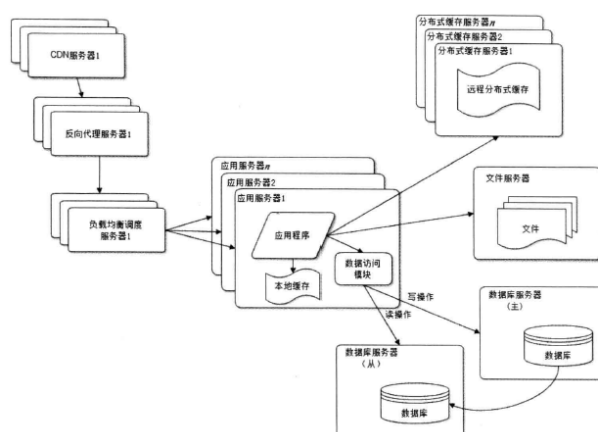 CDN服务器1
反向代理服务器1
负载均衡调度
服务器1
应用服务器n
应用服务器2
应用服务器1
应用程序
本地缓存
数据访问
模块
分布式缓存服务器n
分布式缓存服务器2
分布式缓存服务器1
远程分布式缓存
文件服务器
文件
写操作
读操作
数据库服务器
（主）
数据库
数据库服务器
（从）
数据库